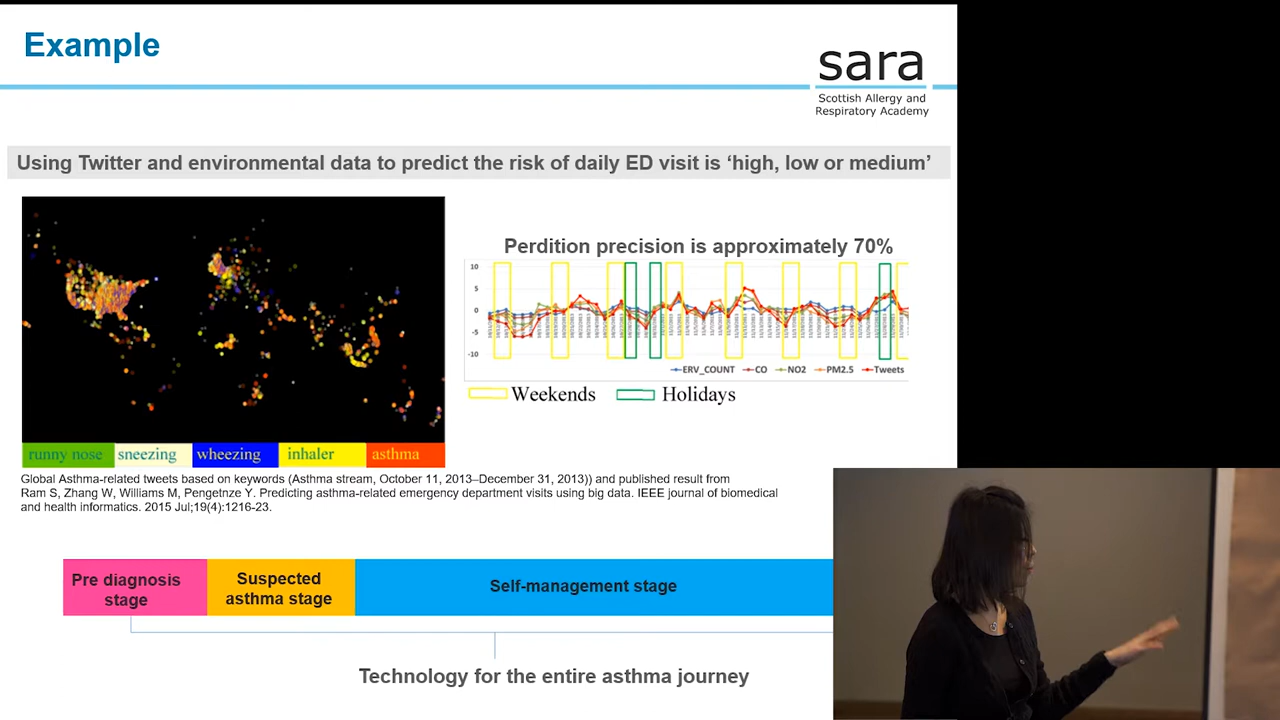 Example
sara
Scottish Allergy and
Respiratory Academy
Using Twitter and environmental data to predict the risk of daily ED visit is ‘high, low or medium’
Perdition precision is approximately 70%
10
5
0
-5
-10
ERV_COUNT CO NO2 PM2.5 Tweets
Weekends Holidays
runny nose sneezing wheezing inhaler asthma
Global Asthma-related tweets based on keywords (Asthma stream, October 11, 2013–December 31, 2013)) and published result from
Ram S, Zhang W, Williams M, Pengetnze Y. Predicting asthma-related emergency department visits using big data. IEEE journal of biomedical
and health informatics. 2015 Jul;19(4):1216-23.
Pre diagnosis
stage
Suspected
asthma stage
Self-management stage
Technology for the entire asthma journey